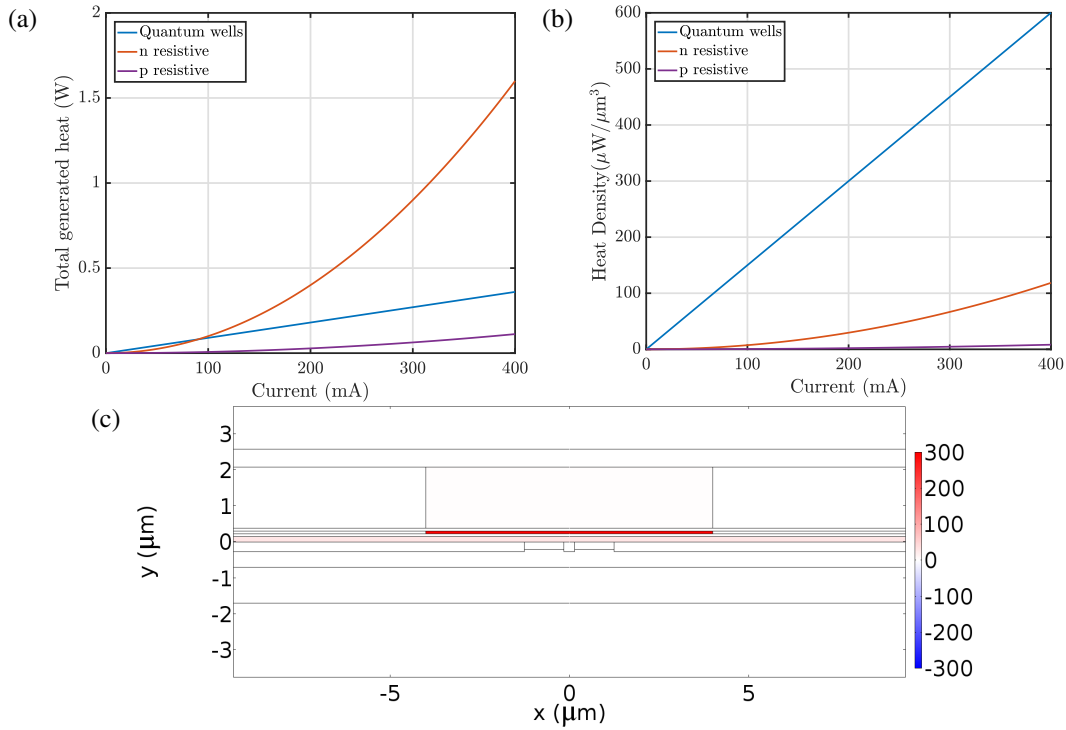 (a)
2
1.5
1
0.5
0
Total generated heat (W)
Quantum wells
n resistive
p resistive
0 100 200 300 400
Current (mA)
(b)
600
500
400
300
200
100
0
Heat Density(μW/μm³)
Quantum wells
n resistive
p resistive
0 100 200 300 400
Current (mA)
(c)
3
2
1
0
-1
-2
-3
y (μm)
-5 0 5
x (μm)
300
200
100
0
-100
-200
-300